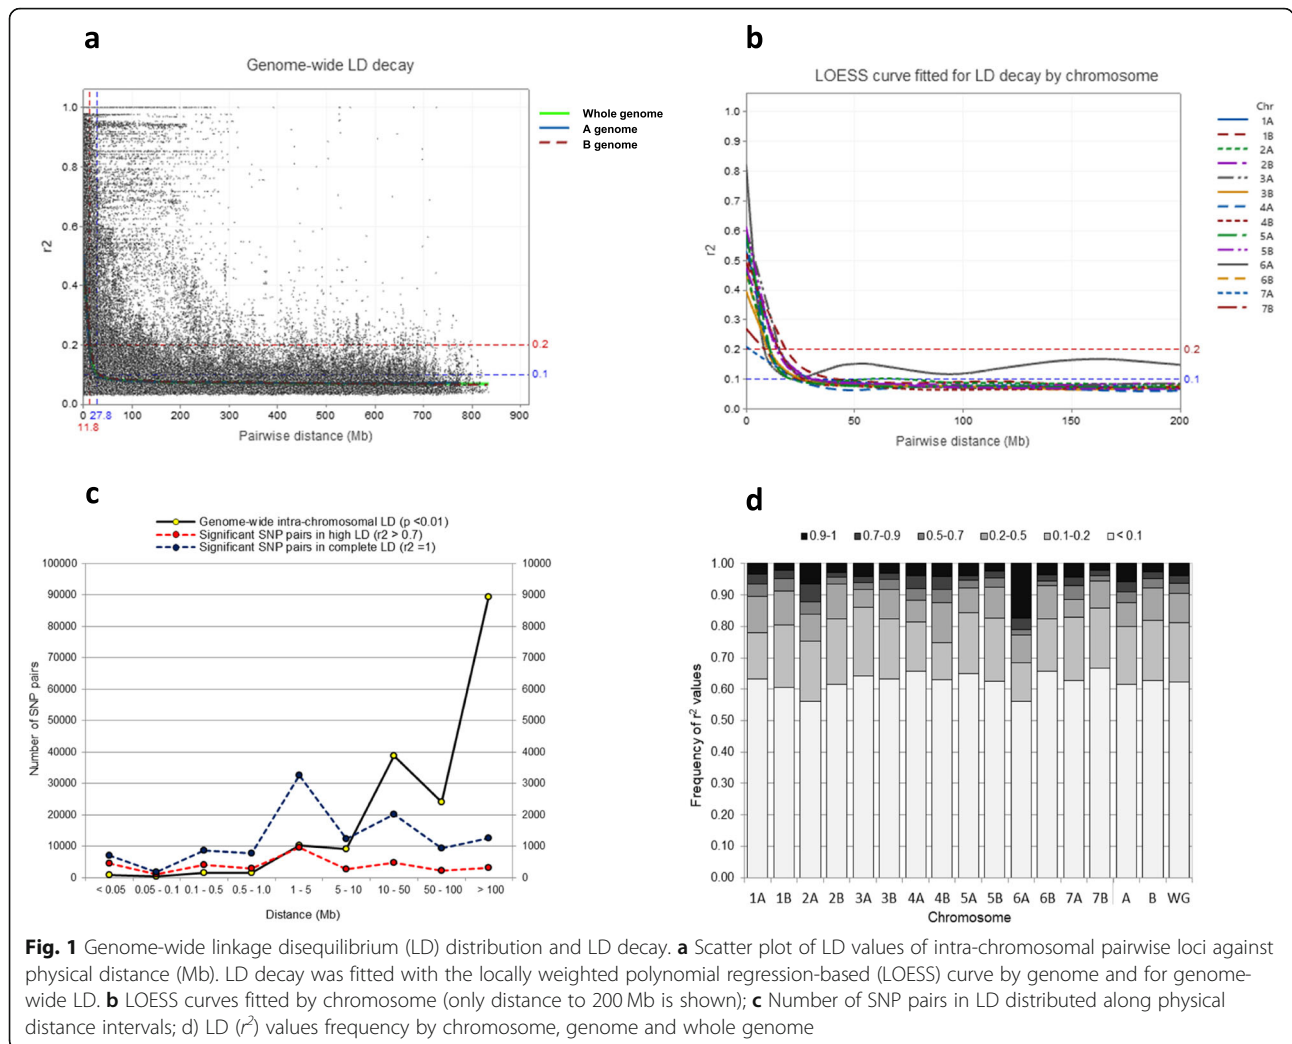 a
Genome-wide LD decay
1.0
0.8
0.6
0.4
0.2
0.0
r2
0.2
0.1
0 27.8 100 200 300 400 500 600 700 800 900
11.8
Pairwise distance (Mb)
Whole genome
A genome
B genome
b
LOESS curve fitted for LD decay by chromosome
1.0
0.9
0.8
0.7
0.6
0.5
0.4
0.3
0.2
0.1
0.0
r2
0.2
0.1
0 50 100 150 200
Pairwise distance (Mb)
Chr
1A
1B
2A
2B
3A
3B
4A
4B
5A
5B
6A
6B
7A
7B
c
Genome-wide intra-chromosomal LD (p <0.01)
Significant SNP pairs in high LD (r2 > 0.7)
Significant SNP pairs in complete LD (r2 =1)
100000 10000
90000 9000
80000 8000
70000 7000
60000 6000
50000 5000
40000 4000
30000 3000
20000 2000
10000 1000
0 0
Number of SNP pairs
< 0.05 0.05 - 0.1 0.1 - 0.5 0.5 - 1.0 1 - 5 5 - 10 10 - 50 50 - 100 > 100
Distance (Mb)
d
0.9-1 0.7-0.9 0.5-0.7 0.2-0.5 0.1-0.2 < 0.1
1.00
0.90
0.80
0.70
0.60
0.50
0.40
0.30
0.20
0.10
0.00
Frequency of r² values
1A 1B 2A 2B 3A 3B 4A 4B 5A 5B 6A 6B 7A 7B A B WG
Chromosome
Fig. 1 Genome-wide linkage disequilibrium (LD) distribution and LD decay. a Scatter plot of LD values of intra-chromosomal pairwise loci against
physical distance (Mb). LD decay was fitted with the locally weighted polynomial regression-based (LOESS) curve by genome and for genome-
wide LD. b LOESS curves fitted by chromosome (only distance to 200 Mb is shown); c Number of SNP pairs in LD distributed along physical
distance intervals; d) LD (r²) values frequency by chromosome, genome and whole genome